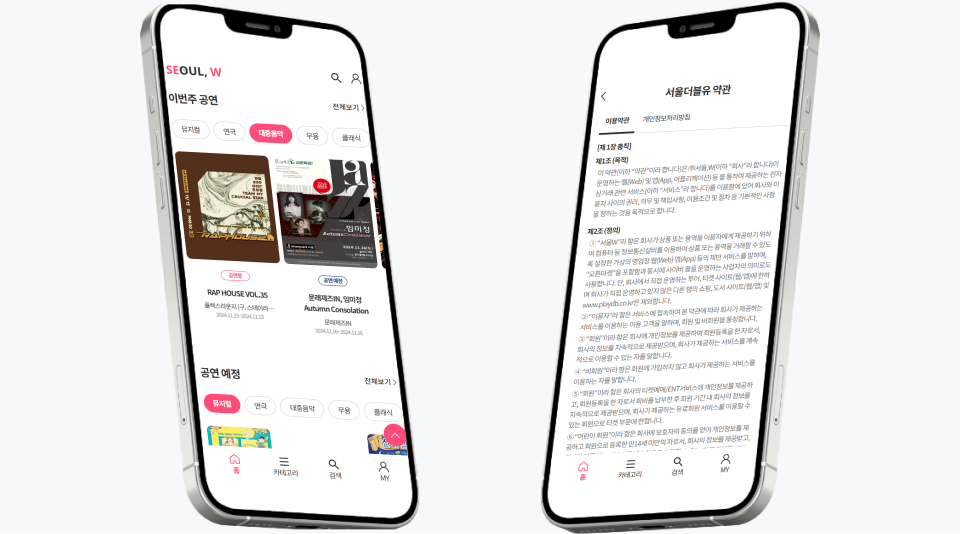 SEOUL, W
이번주 공연
전체보기
뮤지컬
연극
대중음악
무용
클래식
RAPHOUSE
임미정
Autumn Consolation
공연중
공연예정
RAP HOUSE VOL.35
플렉스라운지 (구. 스테이라…
2024.11.15~2024.11.15
문래재즈IN, 임미정
Autumn Consolation
문래재즈IN
2024.11.16~2024.11.16
공연 예정
전체보기
뮤지컬
연극
대중음악
무용
클래식
홈
카테고리
검색
MY
서울더블유 약관
이용약관
개인정보처리방침
[제 1장 총칙]
제1조 (목적)
이 약관(이하 “약관”이라 합니다)은 ㈜서울,W(이하 “회사”라 합니다)이
운영하는 웹(Web) 및 앱(App, 어플리케이션) 등 을 통하여 제공하는 전자
상거래 관련 서비스(이하 “서비스”라 합니다)를 이용함에 있어 회사와 이
용자 사이의 권리, 의무 및 책임사항, 이용조건 및 절차 등 기본적인 사항
을 정하는 것을 목적으로 합니다.
제2조 (정의)
① “서울W”라 함은 회사가 상품 또는 용역을 이용자에게 제공하기 위하
여 컴퓨터 등 정보통신설비를 이용하여 상품 또는 용역을 거래할 수 있도
록 설정한 가상의 영업장 웹(Web)·앱(App) 등의 제반 서비스를 말하며,
“오픈마켓”을 포함함과 동시에 사이버 몰을 운영하는 사업자의 의미로도
사용합니다. 단, 회사에서 직접 운영하는 투어, 티켓 사이트(웹/앱)에 한하
며 회사가 직접 운영하고 있지 않은 다른 탭의 쇼핑, 도서 사이트(웹/앱) 및
www.playdb.co.kr은 제외합니다.
② “이용자”라 함은 서비스에 접속하여 본 약관에 따라 회사가 제공하는
서비스를 이용하는 이용 고객을 말하며, 회원 및 비회원을 통칭합니다.
③ “회원”이라 함은 회사에 개인정보를 제공하여 회원등록을 한 자로서,
회사의 정보를 지속적으로 제공받으며, 회사가 제공하는 서비스를 계속
적으로 이용할 수 있는 자를 말합니다.
④ “비회원”이라 함은 회원에 가입하지 않고 회사가 제공하는 서비스를
이용하는 자를 말합니다.
⑤ “회원”이라 함은 회사의 티켓예매/ENT서비스에 개인정보를 제공하
고, 회원등록을 한 자로서 회비를 납부한 후 회원 기간 내 회사의 정보를
지속적으로 제공받으며, 회사가 제공하는 유료회원 서비스를 이용할 수
있는 회원으로 티켓 부문에 한합니다.
⑥ “어린이 회원”이라 함은 회사에 보호자의 동의를 얻어 개인정보를 제
공하고 회원으로 등록한 만14세 미만의 자로서, 회사의 정보를 제공받고,
홈
카테고리
검색
MY